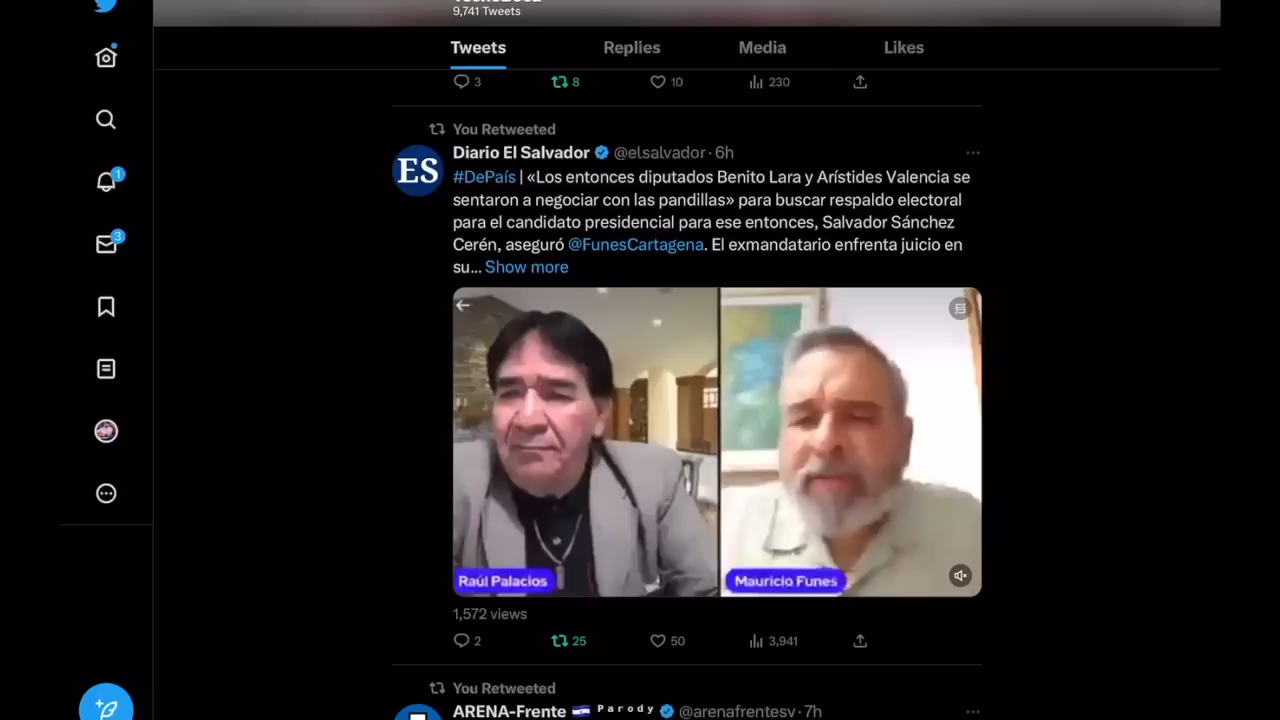 9,741 Tweets
Tweets Replies Media Likes
3 8 10 230
You Retweeted
Diario El Salvador @elsalvador · 6h
ES
#DePaís | «Los entonces diputados Benito Lara y Arístides Valencia se
sentaron a negociar con las pandillas» para buscar respaldo electoral
para el candidato presidencial para ese entonces, Salvador Sánchez
Cerén, aseguró @FunesCartagena. El exmandatario enfrenta juicio en
su... Show more
Raúl Palacios
Mauricio Funes
1,572 views
2 25 50 3,941
You Retweeted
ARENA-Frente Parody @arenafrentesv · 7h
1
3